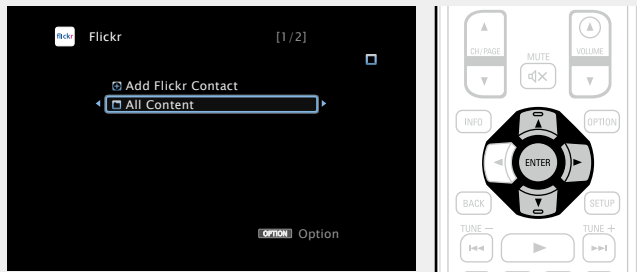 flickr Flickr [1/2]
Add Flickr Contact
All Content
OPTION Option
CH/PAGE MUTE VOLUME
INFO OPTION
ENTER
BACK SETUP
TUNE – TUNE +